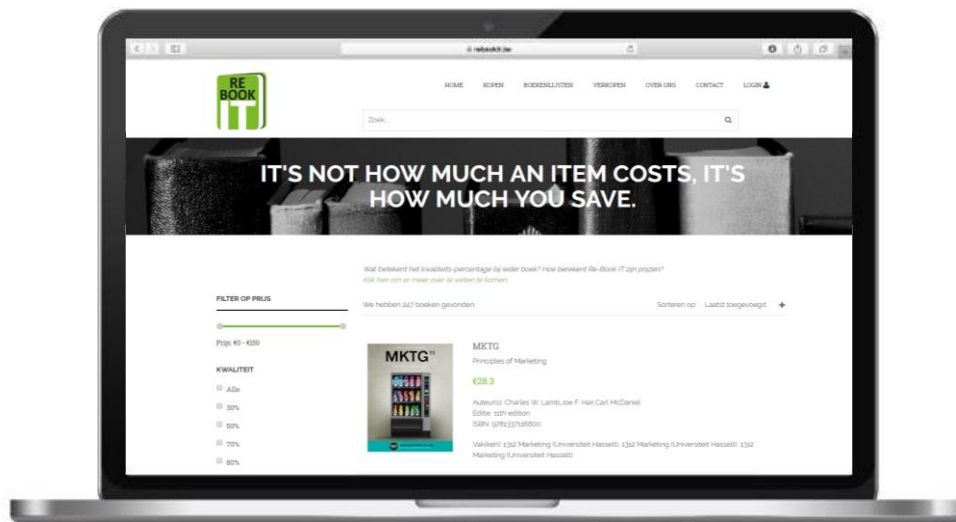 rebookit.be
RE
BOOK
IT
HOME KOPEN BOEKENLIJSTEN VERKOPEN OVER ONS CONTACT LOGIN
Zoek..
IT'S NOT HOW MUCH AN ITEM COSTS, IT'S
HOW MUCH YOU SAVE.
Wat betekent het kwaliteits-percentage bij ieder boek? Hoe berekent Re-Book IT zijn prijzen?
Klik hier om er meer over te weten te komen.
FILTER OP PRIJS
We hebben 247 boeken gevonden. Sorteren op: Laatst toegevoegd +
Prijs: €0 - €150
KWALITEIT
Alle
30%
50%
70%
80%
MKTG¹¹
MKTG
Principles of Marketing
€28.3
Auteur(s): Charles W. Lamb,Joe F. Hair,Carl McDaniel
Editie: 11th edition
ISBN: 9781337116800
Vak(ken): 1312 Marketing (Universiteit Hasselt), 1312 Marketing (Universiteit Hasselt), 1312
Marketing (Universiteit Hasselt)